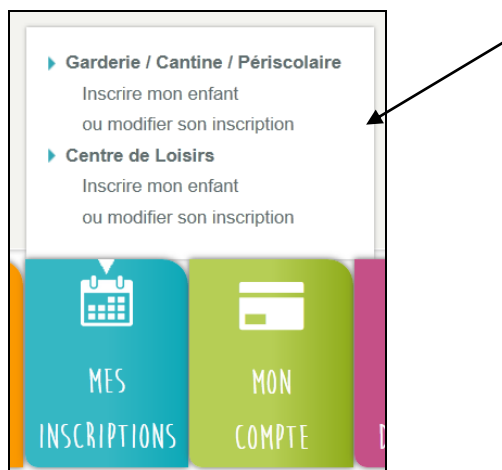 Garderie / Cantine / Périscolaire
Inscrire mon enfant
ou modifier son inscription
Centre de Loisirs
Inscrire mon enfant
ou modifier son inscription
MES
INSCRIPTIONS
MON
COMPTE